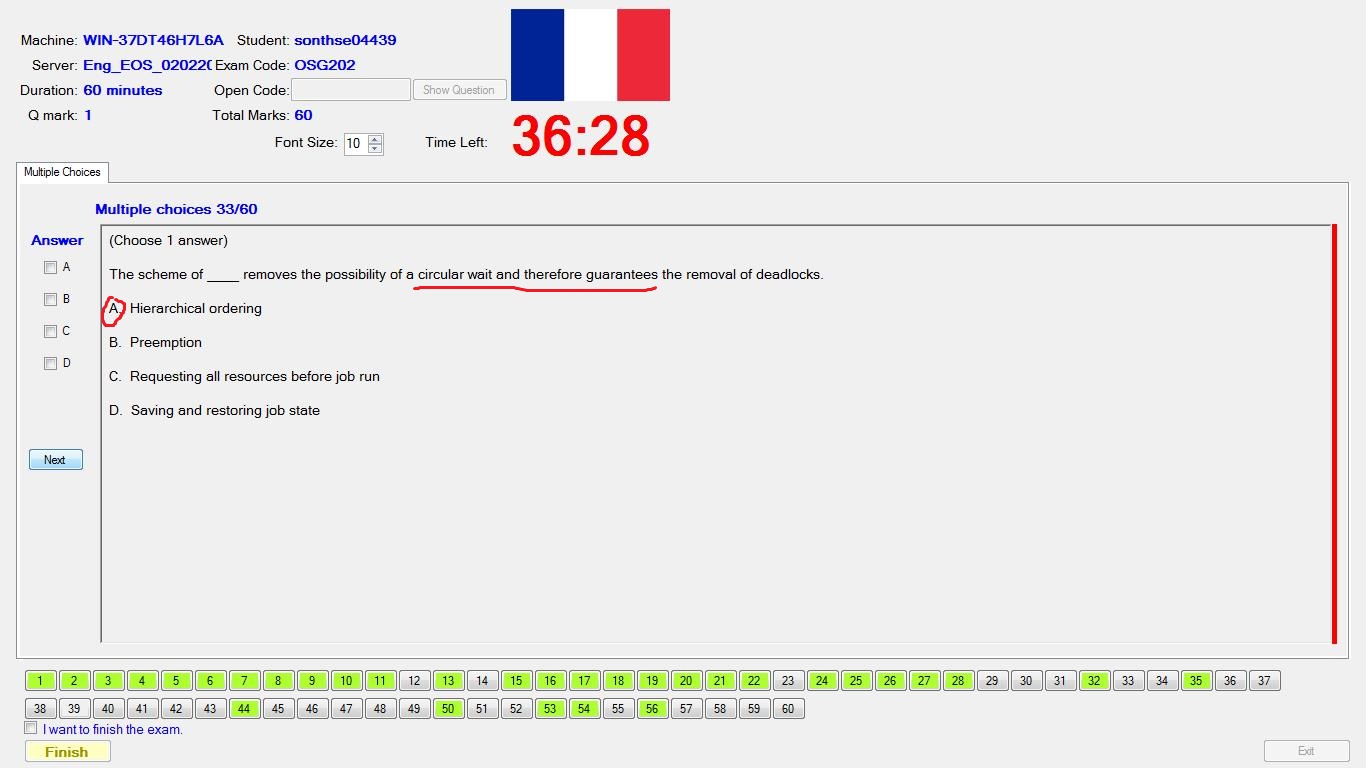 Machine: WIN-37DT46H7L6A Student: sonthse04439
Server: Eng_EOS_020220 Exam Code: OSG202
Duration: 60 minutes Open Code: Show Question
Q mark: 1 Total Marks: 60
Font Size: 10 Time Left: 36:28
Multiple Choices
Multiple choices 33/60
Answer
A
B
C
D
Next
(Choose 1 answer)
The scheme of ____ removes the possibility of a circular wait and therefore guarantees the removal of deadlocks.
A. Hierarchical ordering
B. Preemption
C. Requesting all resources before job run
D. Saving and restoring job state
1 2 3 4 5 6 7 8 9 10 11 12 13 14 15 16 17 18 19 20 21 22 23 24 25 26 27 28 29 30 31 32 33 34 35 36 37
38 39 40 41 42 43 44 45 46 47 48 49 50 51 52 53 54 55 56 57 58 59 60
I want to finish the exam.
Finish Exit